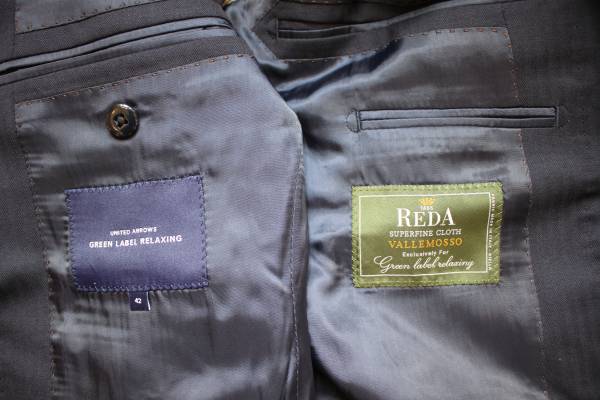 UNITED ARROWS
GREEN LABEL RELAXING
42
1865
REDA
SUPERFINE CLOTH
VALLEMOSSO
Exclusively For
Green label relaxing